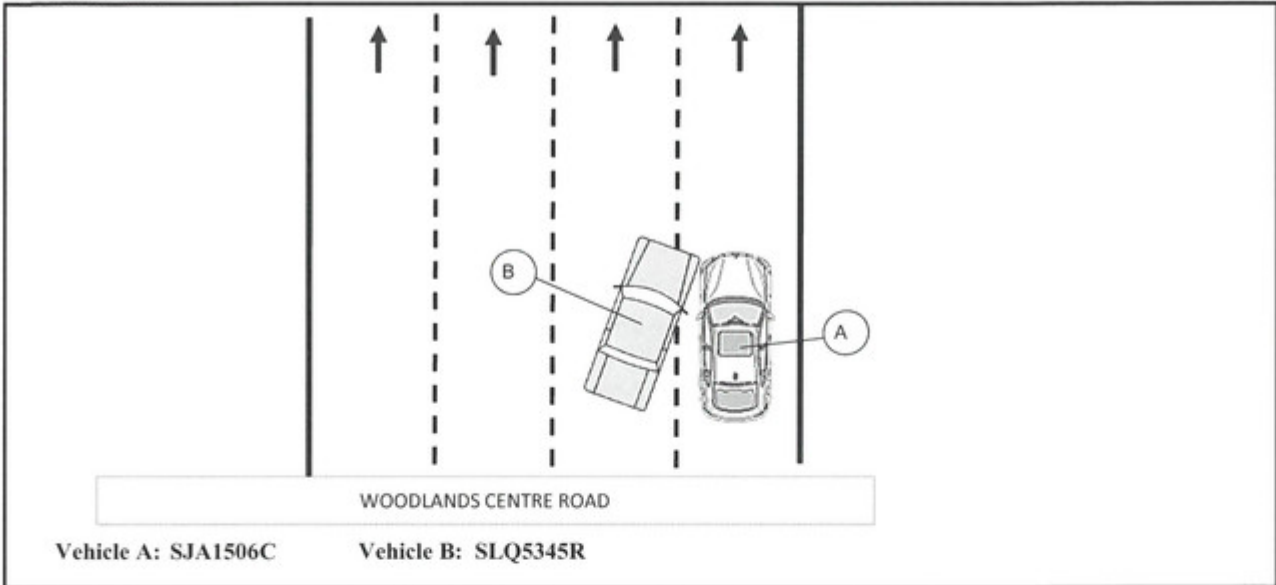 B
A
WOODLANDS CENTRE ROAD
Vehicle A: SJA1506C Vehicle B: SLQ5345R